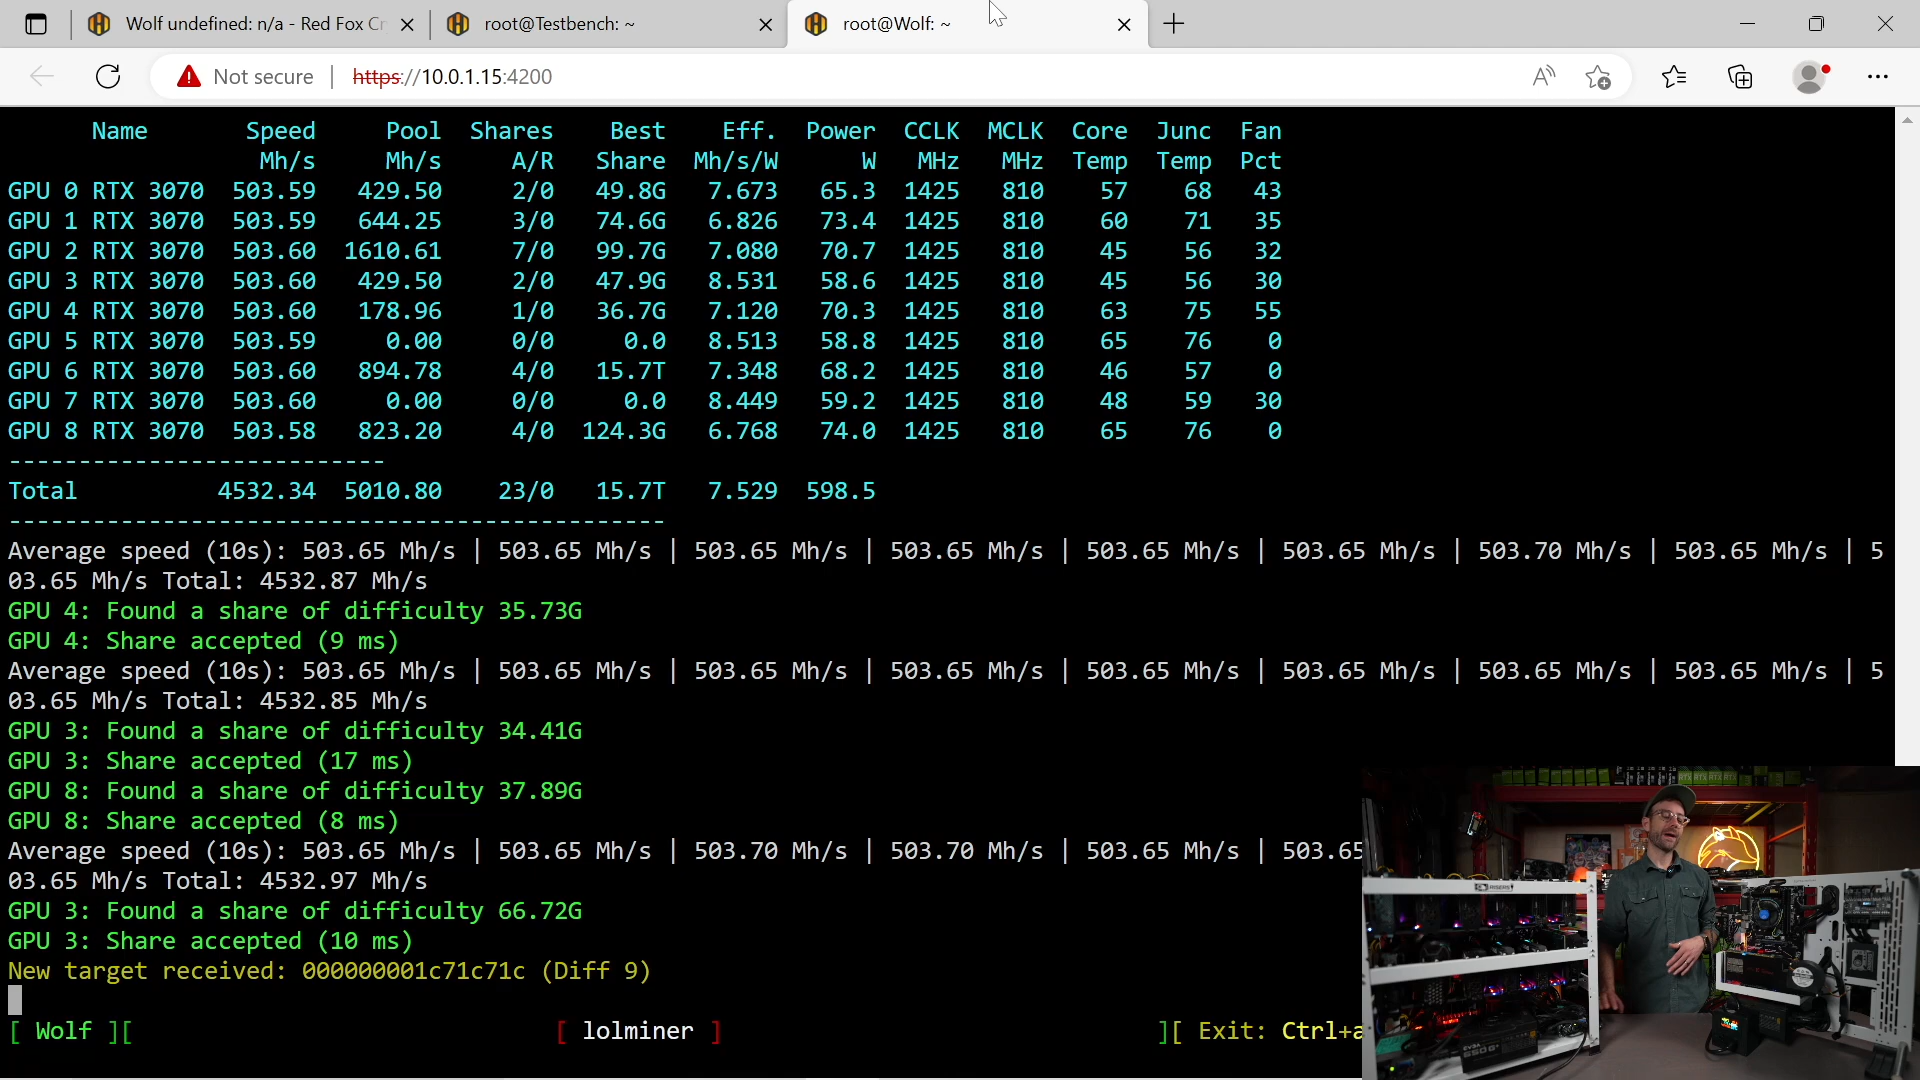 Wolf undefined: n/a - Red Fox Cr
root@Testbench: ~
root@Wolf: ~
Not secure | https://10.0.1.15:4200
Name Speed Pool Shares Best Eff. Power CCLK MCLK Core Junc Fan
Mh/s Mh/s A/R Share Mh/s/W W MHz MHz Temp Temp Pct
GPU 0 RTX 3070 503.59 429.50 2/0 49.8G 7.673 65.3 1425 810 57 68 43
GPU 1 RTX 3070 503.59 644.25 3/0 74.6G 6.826 73.4 1425 810 60 71 35
GPU 2 RTX 3070 503.60 1610.61 7/0 99.7G 7.080 70.7 1425 810 45 56 32
GPU 3 RTX 3070 503.60 429.50 2/0 47.9G 8.531 58.6 1425 810 45 56 30
GPU 4 RTX 3070 503.60 178.96 1/0 36.7G 7.120 70.3 1425 810 63 75 55
GPU 5 RTX 3070 503.59 0.00 0/0 0.0 8.513 58.8 1425 810 65 76 0
GPU 6 RTX 3070 503.60 894.78 4/0 15.7T 7.348 68.2 1425 810 46 57 0
GPU 7 RTX 3070 503.60 0.00 0/0 0.0 8.449 59.2 1425 810 48 59 30
GPU 8 RTX 3070 503.58 823.20 4/0 124.3G 6.768 74.0 1425 810 65 76 0
---------------------------
Total 4532.34 5010.80 23/0 15.7T 7.529 598.5
-----------------------------------------------
Average speed (10s): 503.65 Mh/s | 503.65 Mh/s | 503.65 Mh/s | 503.65 Mh/s | 503.65 Mh/s | 503.65 Mh/s | 503.70 Mh/s | 503.65 Mh/s | 5
03.65 Mh/s Total: 4532.87 Mh/s
GPU 4: Found a share of difficulty 35.73G
GPU 4: Share accepted (9 ms)
Average speed (10s): 503.65 Mh/s | 503.65 Mh/s | 503.65 Mh/s | 503.65 Mh/s | 503.65 Mh/s | 503.65 Mh/s | 503.65 Mh/s | 503.65 Mh/s | 5
03.65 Mh/s Total: 4532.85 Mh/s
GPU 3: Found a share of difficulty 34.41G
GPU 3: Share accepted (17 ms)
GPU 8: Found a share of difficulty 37.89G
GPU 8: Share accepted (8 ms)
Average speed (10s): 503.65 Mh/s | 503.65 Mh/s | 503.70 Mh/s | 503.70 Mh/s | 503.65 Mh/s | 503.65
03.65 Mh/s Total: 4532.97 Mh/s
GPU 3: Found a share of difficulty 66.72G
GPU 3: Share accepted (10 ms)
New target received: 000000001c71c71c (Diff 9)
[ Wolf ][ [ lolminer ] ][ Exit: Ctrl+a